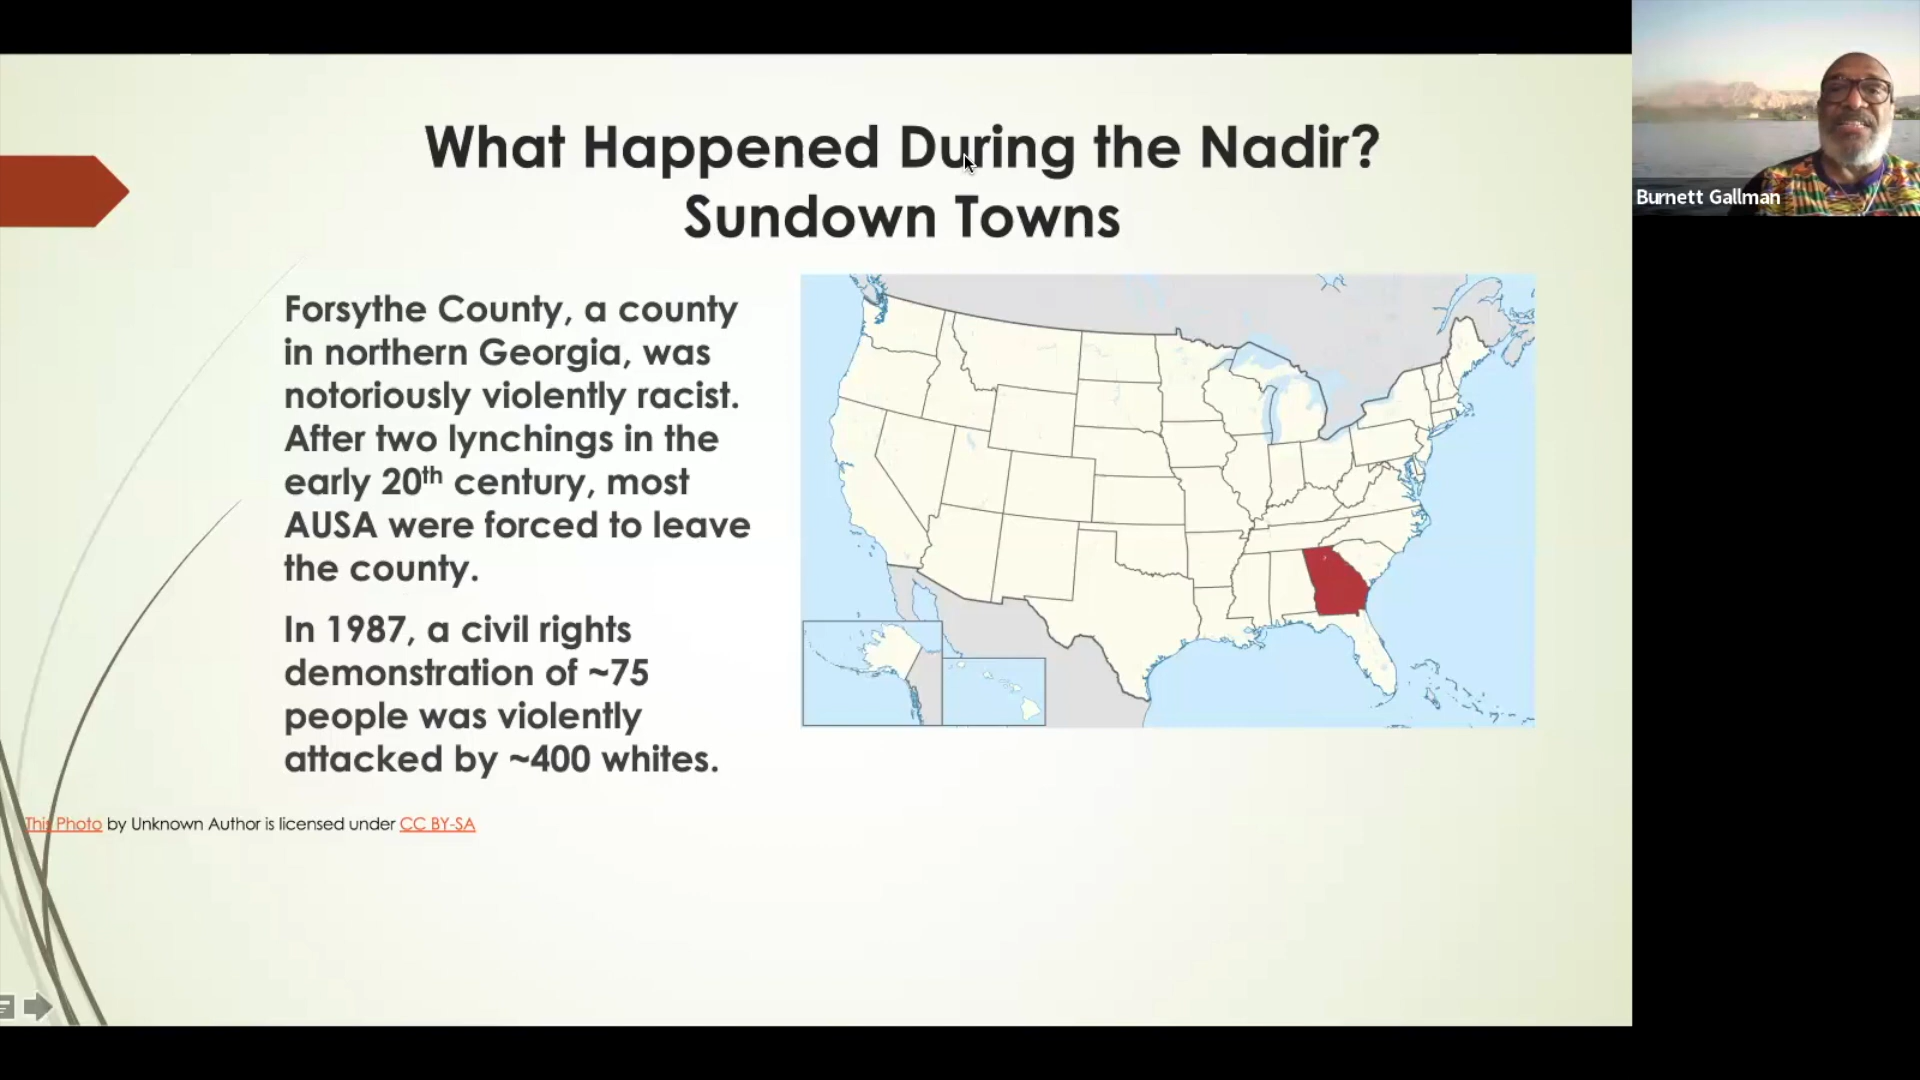 What Happened During the Nadir?
Sundown Towns
Forsythe County, a county
in northern Georgia, was
notoriously violently racist.
After two lynchings in the
early 20th century, most
AUSA were forced to leave
the county.
In 1987, a civil rights
demonstration of ~75
people was violently
attacked by ~400 whites.
This Photo by Unknown Author is licensed under CC BY-SA
Burnett Gallman